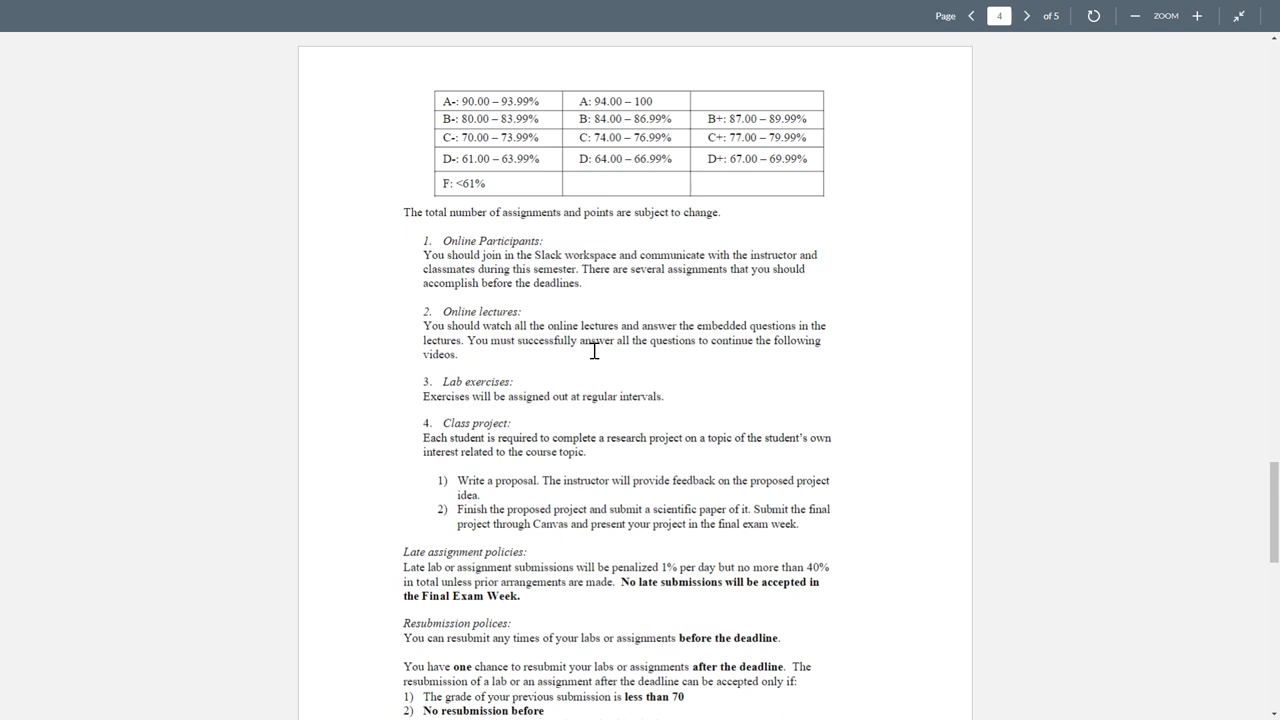 Page 4 of 5 ZOOM
A-: 90.00 – 93.99% A: 94.00 – 100
B-: 80.00 – 83.99% B: 84.00 – 86.99% B+: 87.00 – 89.99%
C-: 70.00 – 73.99% C: 74.00 – 76.99% C+: 77.00 – 79.99%
D-: 61.00 – 63.99% D: 64.00 – 66.99% D+: 67.00 – 69.99%
F: <61%
The total number of assignments and points are subject to change.
1. Online Participants:
You should join in the Slack workspace and communicate with the instructor and
classmates during this semester. There are several assignments that you should
accomplish before the deadlines.
2. Online lectures:
You should watch all the online lectures and answer the embedded questions in the
lectures. You must successfully answer all the questions to continue the following
videos.
3. Lab exercises:
Exercises will be assigned out at regular intervals.
4. Class project:
Each student is required to complete a research project on a topic of the student’s own
interest related to the course topic.
1) Write a proposal. The instructor will provide feedback on the proposed project
idea.
2) Finish the proposed project and submit a scientific paper of it. Submit the final
project through Canvas and present your project in the final exam week.
Late assignment policies:
Late lab or assignment submissions will be penalized 1% per day but no more than 40%
in total unless prior arrangements are made. No late submissions will be accepted in
the Final Exam Week.
Resubmission polices:
You can resubmit any times of your labs or assignments before the deadline.
You have one chance to resubmit your labs or assignments after the deadline. The
resubmission of a lab or an assignment after the deadline can be accepted only if:
1) The grade of your previous submission is less than 70
2) No resubmission before